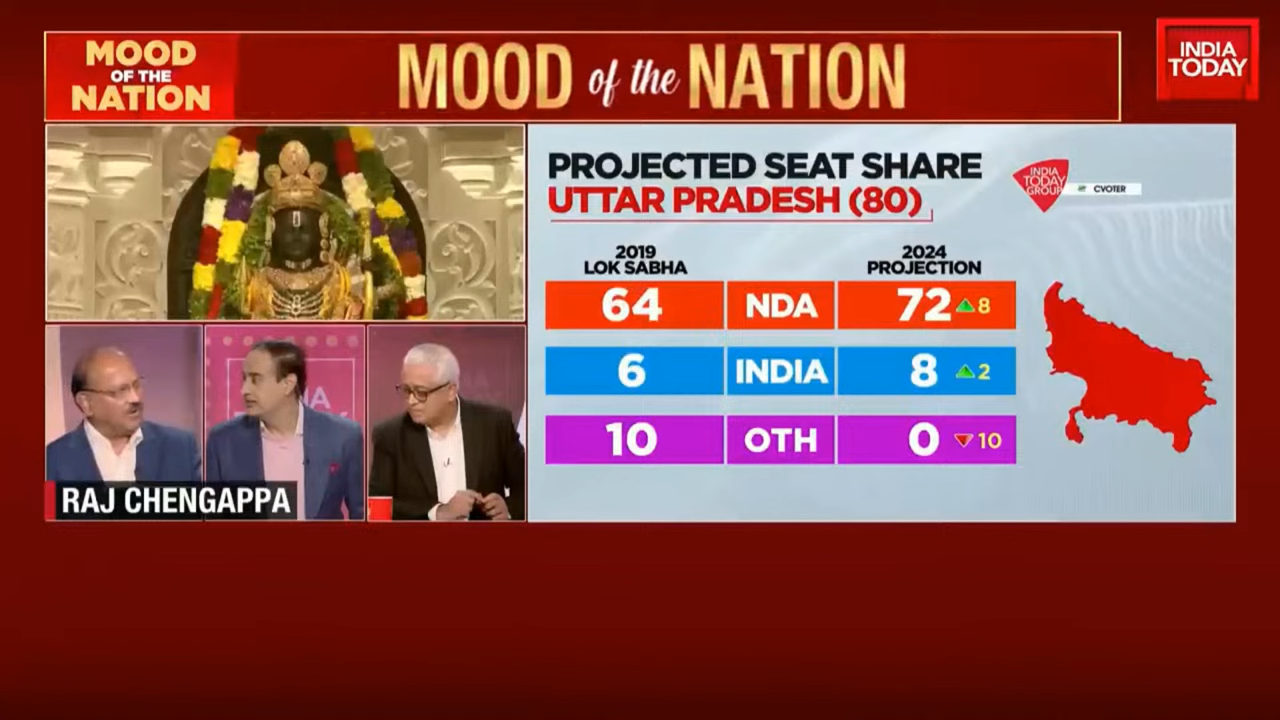 MOOD
OF THE
NATION
MOOD of the NATION
INDIA
TODAY
PROJECTED SEAT SHARE
UTTAR PRADESH (80)
INDIA
TODAY
GROUP
CVOTER
2019
LOK SABHA
2024
PROJECTION
64 NDA 72 8
6 INDIA 8 2
10 OTH 0 10
RAJ CHENGAPPA